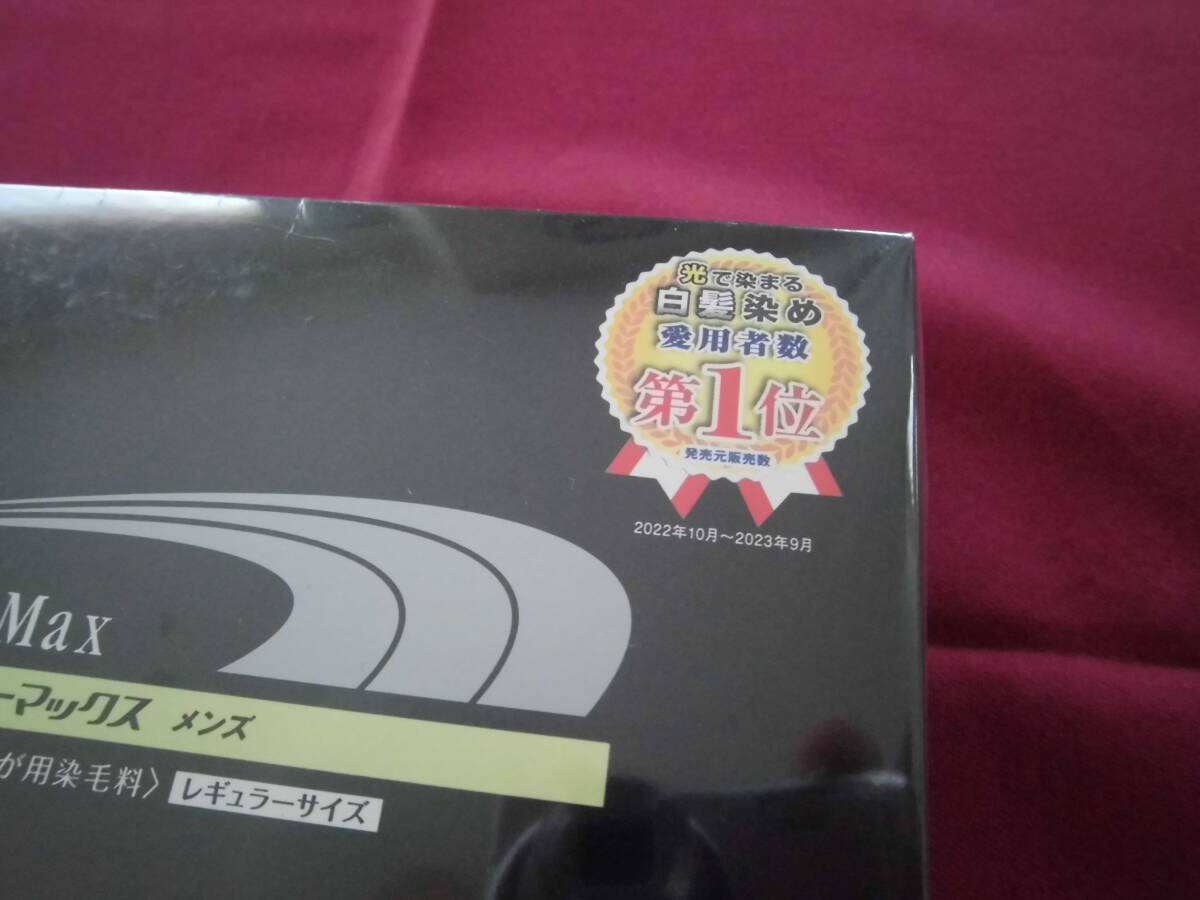 光で染まる
白髪染め
愛用者数
第1位
発売元販売数
2022年10月～2023年9月
Max
ーマックス メンズ
が用染毛料〉 レギュラーサイズ